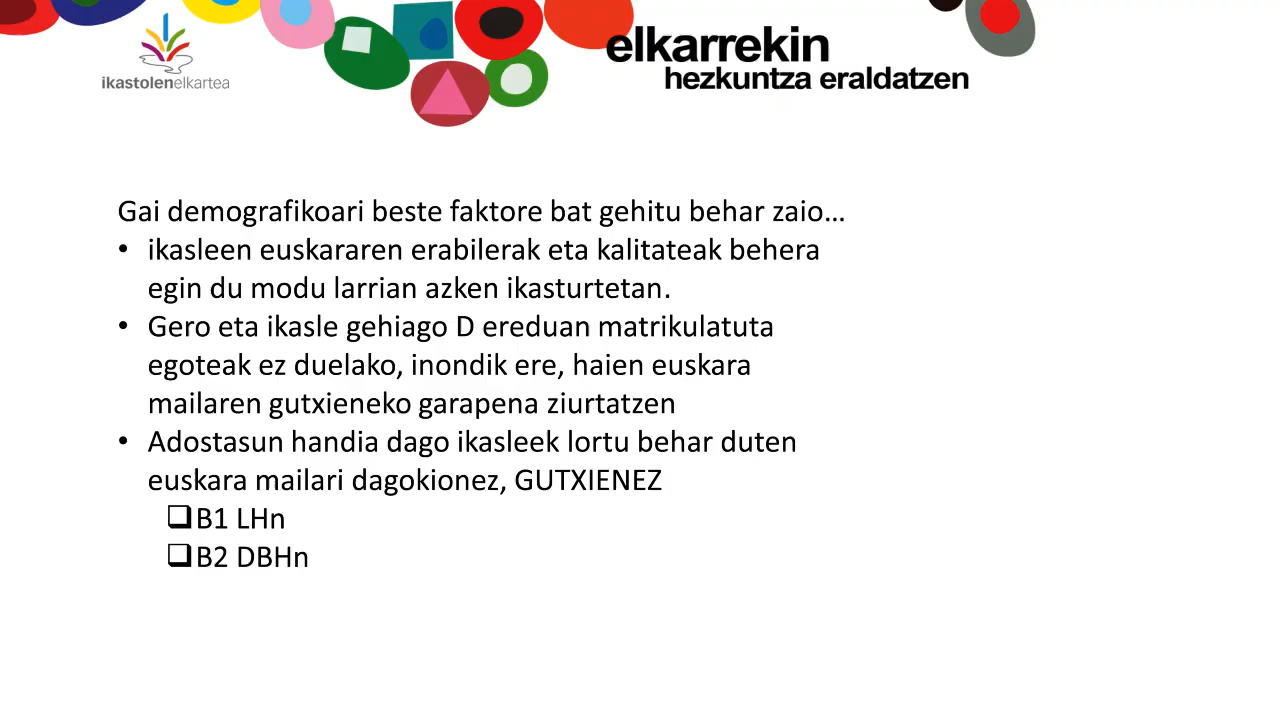 ikastolenelkartea
elkarrekin
hezkuntza eraldatzen
Gai demografikoari beste faktore bat gehitu behar zaio...
• ikasleen euskararen erabilerak eta kalitateak behera
egin du modu larrian azken ikasturtetan.
• Gero eta ikasle gehiago D ereduan matrikulatuta
egoteak ez duelako, inondik ere, haien euskara
mailaren gutxieneko garapena ziurtatzen
• Adostasun handia dago ikasleek lortu behar duten
euskara mailari dagokionez, GUTXIENEZ
❑B1 LHn
❑B2 DBHn